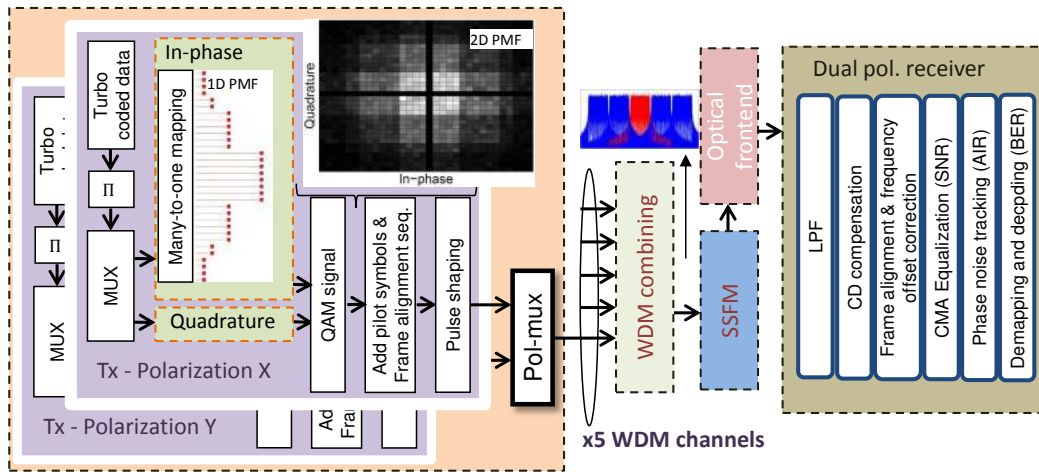 In-phase
1D PMF
2D PMF
Quadrature
In-phase
Turbo
coded data
Π
MUX
Many-to-one mapping
Quadrature
Tx - Polarization X
QAM signal
Add pilot symbols &
Frame alignment seq.
Pulse shaping
Turbo
Π
MUX
Tx - Polarization Y
Ad
Fra
Pol-mux
WDM combining
x5 WDM channels
SSFM
Optical
frontend
Dual pol. receiver
LPF
CD compensation
Frame alignment & frequency
offset correction
CMA Equalization (SNR)
Phase noise tracking (AIR)
Demapping and decpding (BER)